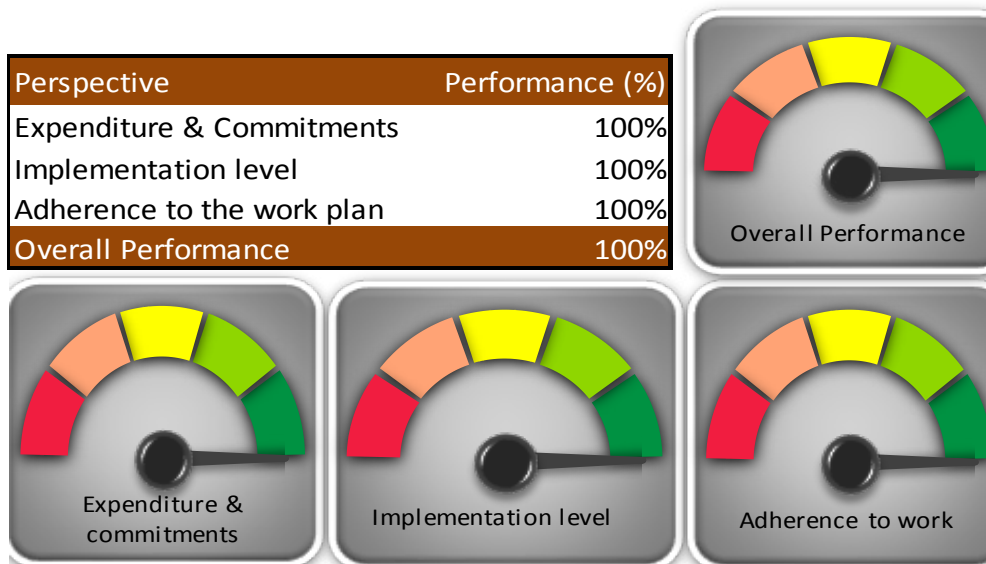 Perspective Performance (%)
Expenditure & Commitments 100%
Implementation level 100%
Adherence to the work plan 100%
Overall Performance 100%
Overall Performance
Expenditure &
commitments
Implementation level
Adherence to work